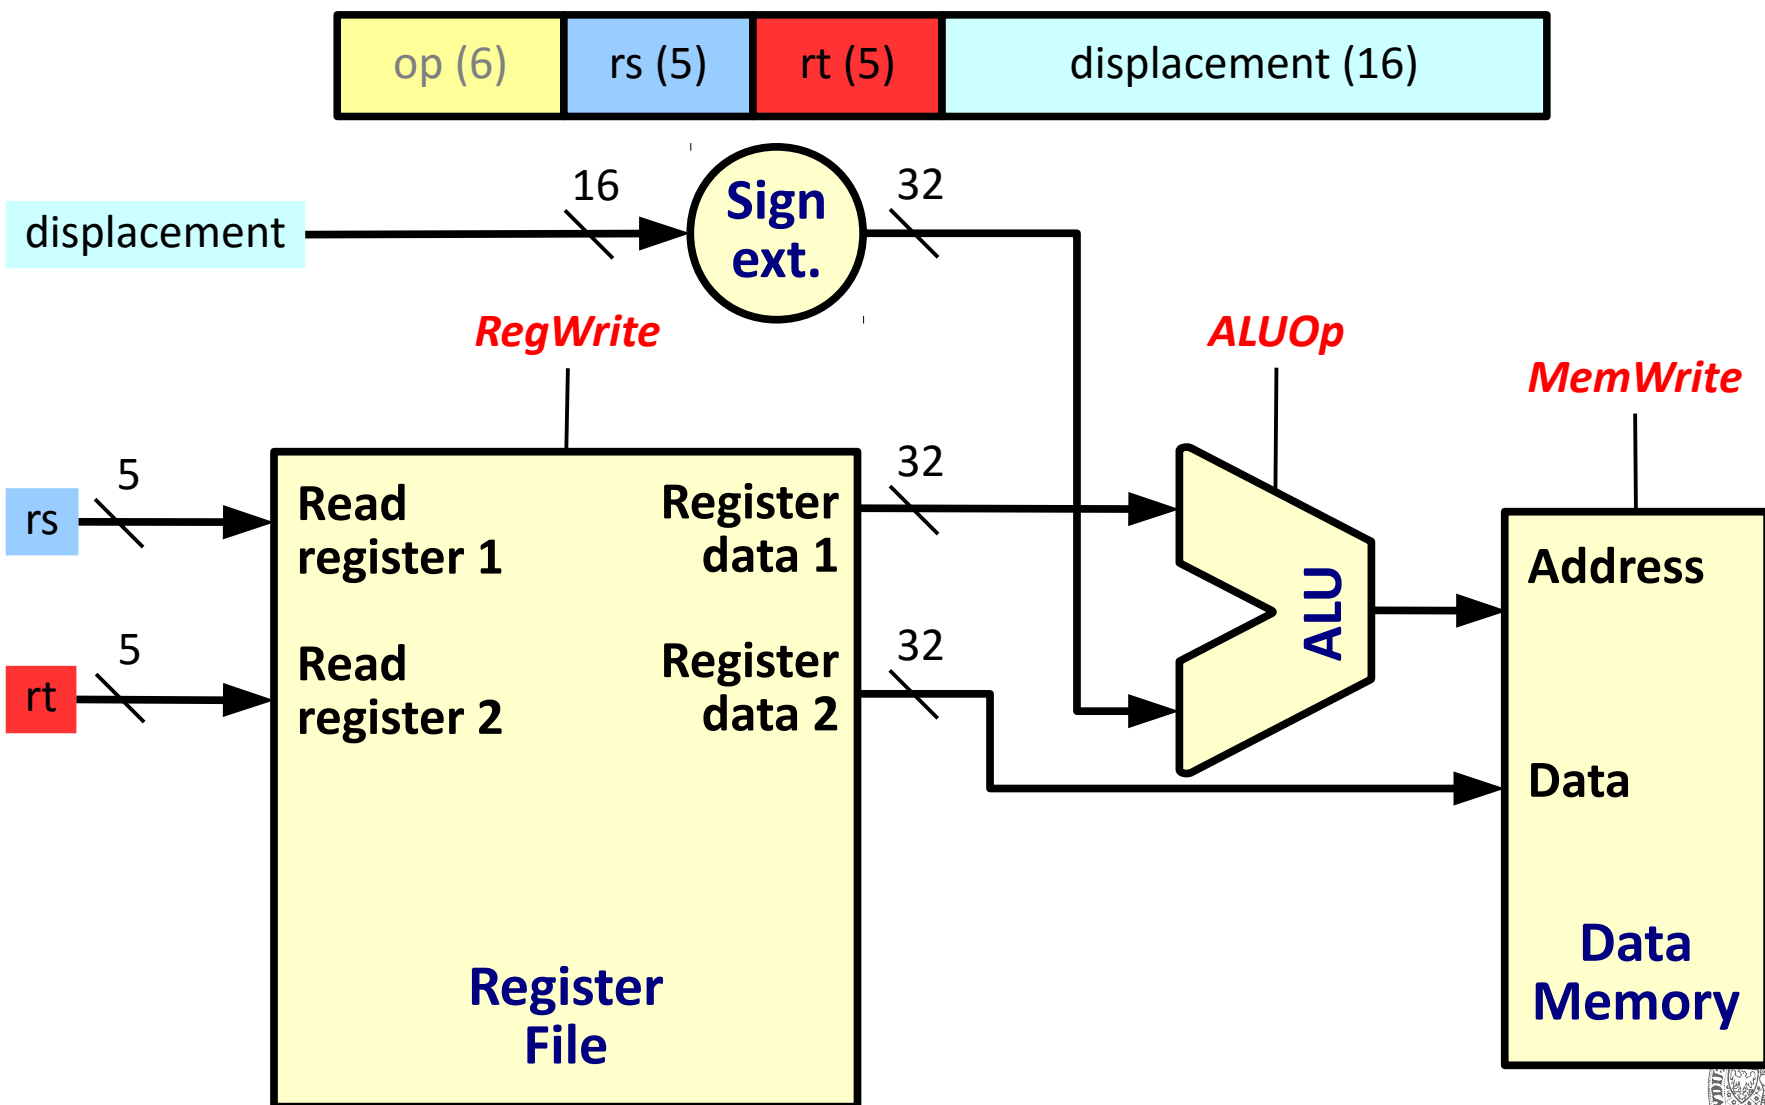 op (6) rs (5) rt (5) displacement (16)
16
32
displacement
Sign
ext.
RegWrite
ALUOp
MemWrite
5
32
rs
Read
register 1
Register
data 1
Address
ALU
5
32
rt
Read
register 2
Register
data 2
Data
Register
File
Data
Memory